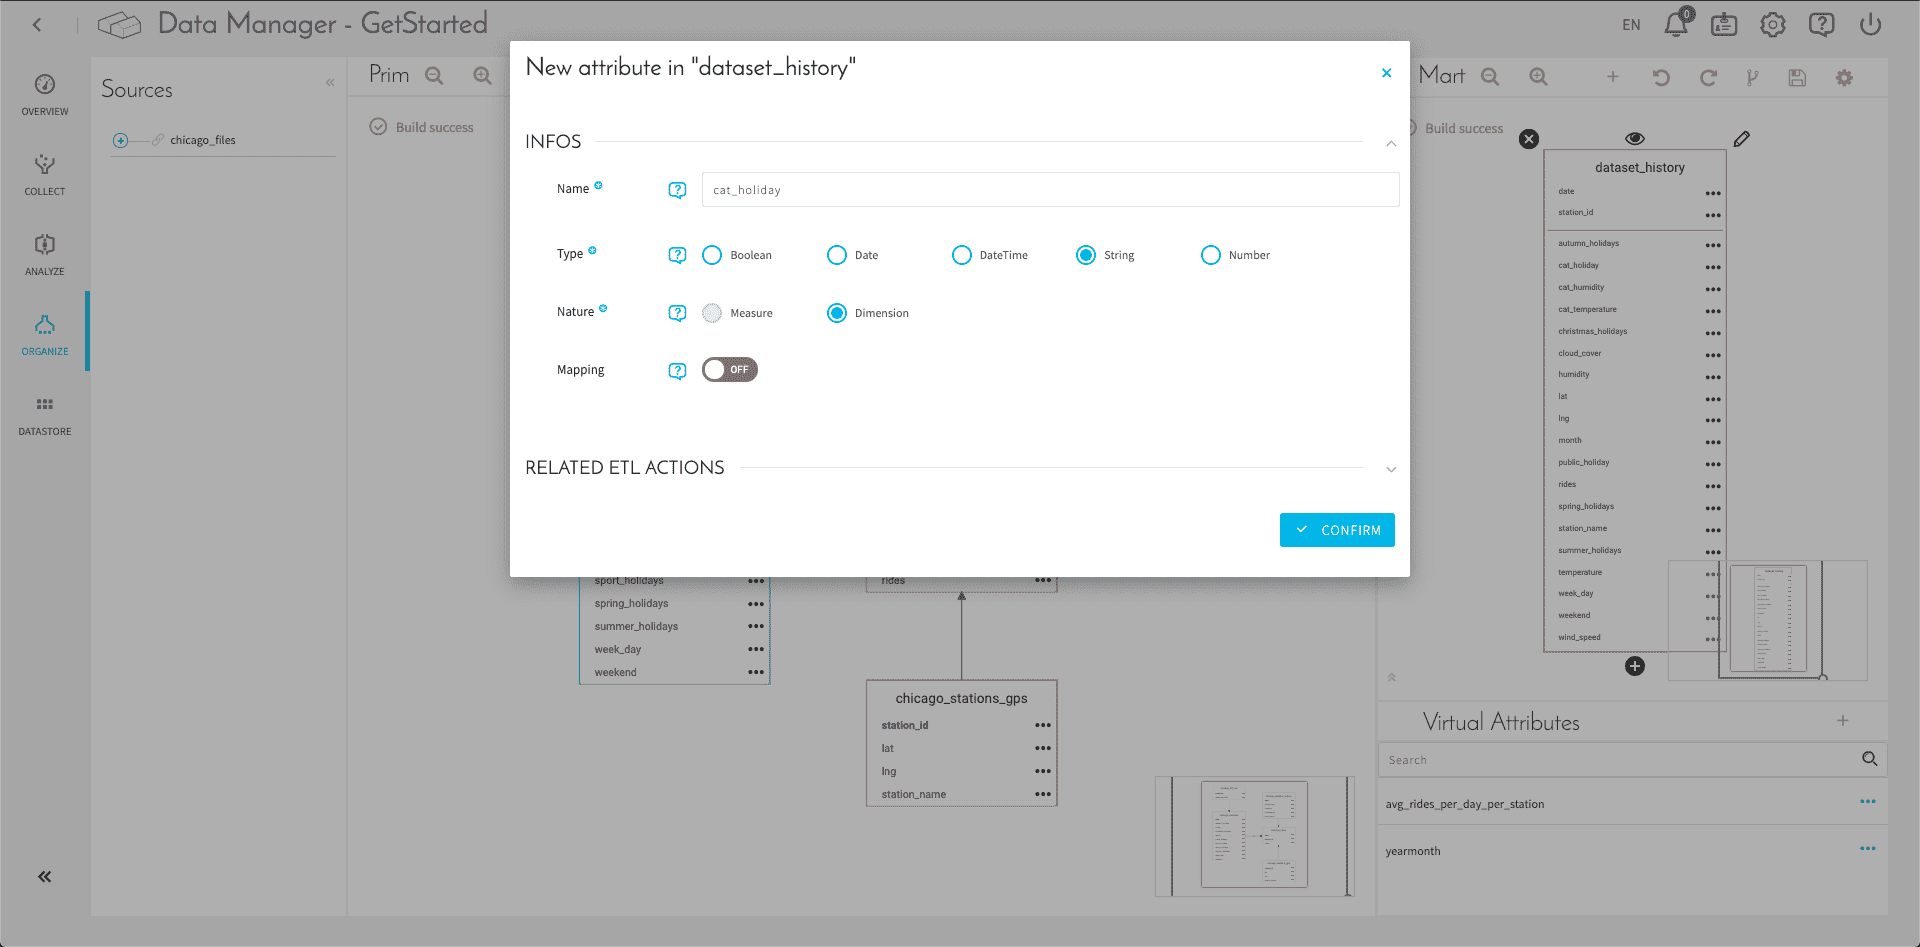 Data Manager - GetStarted
EN
0
OVERVIEW
COLLECT
ANALYZE
ORGANIZE
DATASTORE
Sources
chicago_files
Prim
Build success
New attribute in "dataset_history"
INFOS
Name
cat_holiday
Type
Boolean
Date
DateTime
String
Number
Nature
Measure
Dimension
Mapping
OFF
RELATED ETL ACTIONS
CONFIRM
sport_holidays
spring_holidays
summer_holidays
week_day
weekend
rides
chicago_stations_gps
station_id
lat
lng
station_name
Mart
Build success
dataset_history
date
station_id
autumn_holidays
cat_holiday
cat_humidity
cat_temperature
christmas_holidays
cloud_cover
humidity
lat
lng
month
public_holiday
rides
spring_holidays
station_name
summer_holidays
temperature
week_day
weekend
wind_speed
Virtual Attributes
Search
avg_rides_per_day_per_station
yearmonth